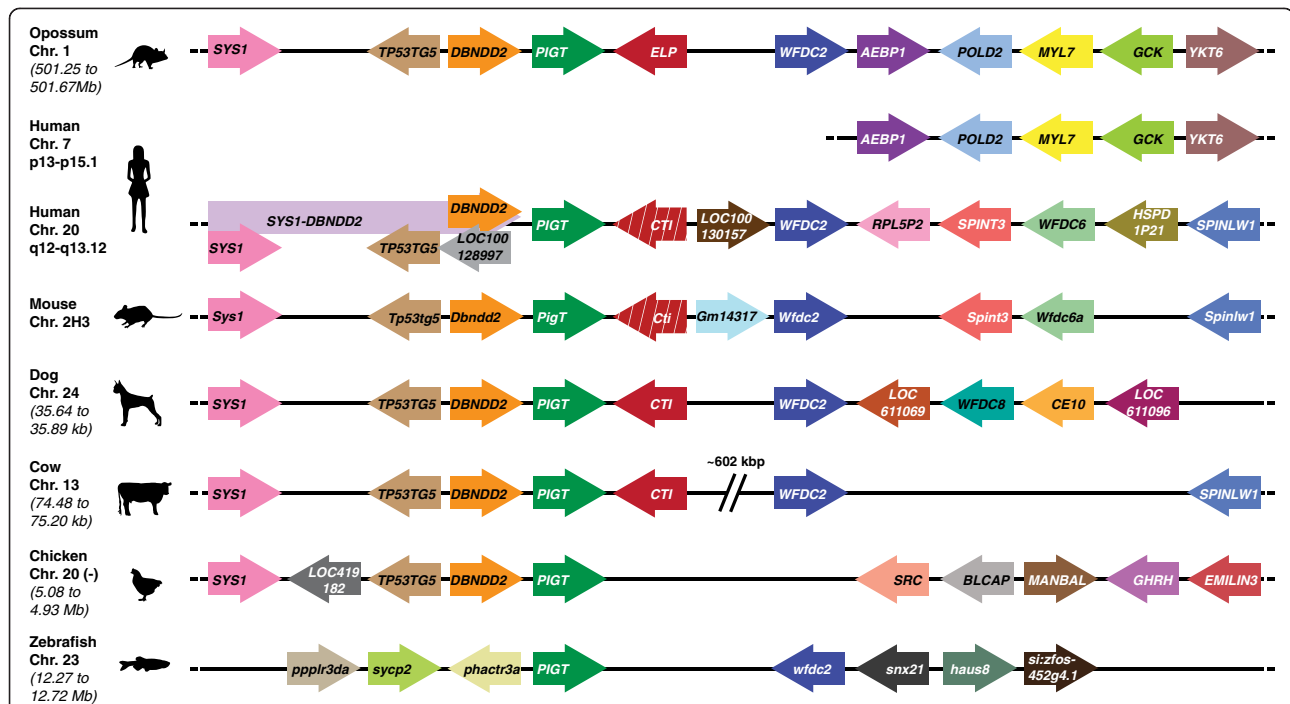 Opossum
Chr. 1
(501.25 to
501.67Mb)
SYS1
TP53TG5
DBNDD2
PIGT
ELP
WFDC2
AEBP1
POLD2
MYL7
GCK
YKT6
Human
Chr. 7
p13-p15.1
AEBP1
POLD2
MYL7
GCK
YKT6
Human
Chr. 20
q12-q13.12
SYS1-DBNDD2
DBNDD2
SYS1
TP53TG5
LOC100
128997
PIGT
CTI
LOC100
130157
WFDC2
RPL5P2
SPINT3
WFDC6
HSPD
1P21
SPINLW1
Mouse
Chr. 2H3
Sys1
Tp53tg5
Dbndd2
PigT
Cti
Gm14317
Wfdc2
Spint3
Wfdc6a
Spinlw1
Dog
Chr. 24
(35.64 to
35.89 kb)
SYS1
TP53TG5
DBNDD2
PIGT
CTI
WFDC2
LOC
611069
WFDC8
CE10
LOC
611096
Cow
Chr. 13
(74.48 to
75.20 kb)
SYS1
TP53TG5
DBNDD2
PIGT
CTI
~602 kbp
WFDC2
SPINLW1
Chicken
Chr. 20 (-)
(5.08 to
4.93 Mb)
SYS1
LOC419
182
TP53TG5
DBNDD2
PIGT
SRC
BLCAP
MANBAL
GHRH
EMILIN3
Zebrafish
Chr. 23
(12.27 to
12.72 Mb)
ppplr3da
sycp2
phactr3a
PIGT
wfdc2
snx21
haus8
si:zfos-
452g4.1